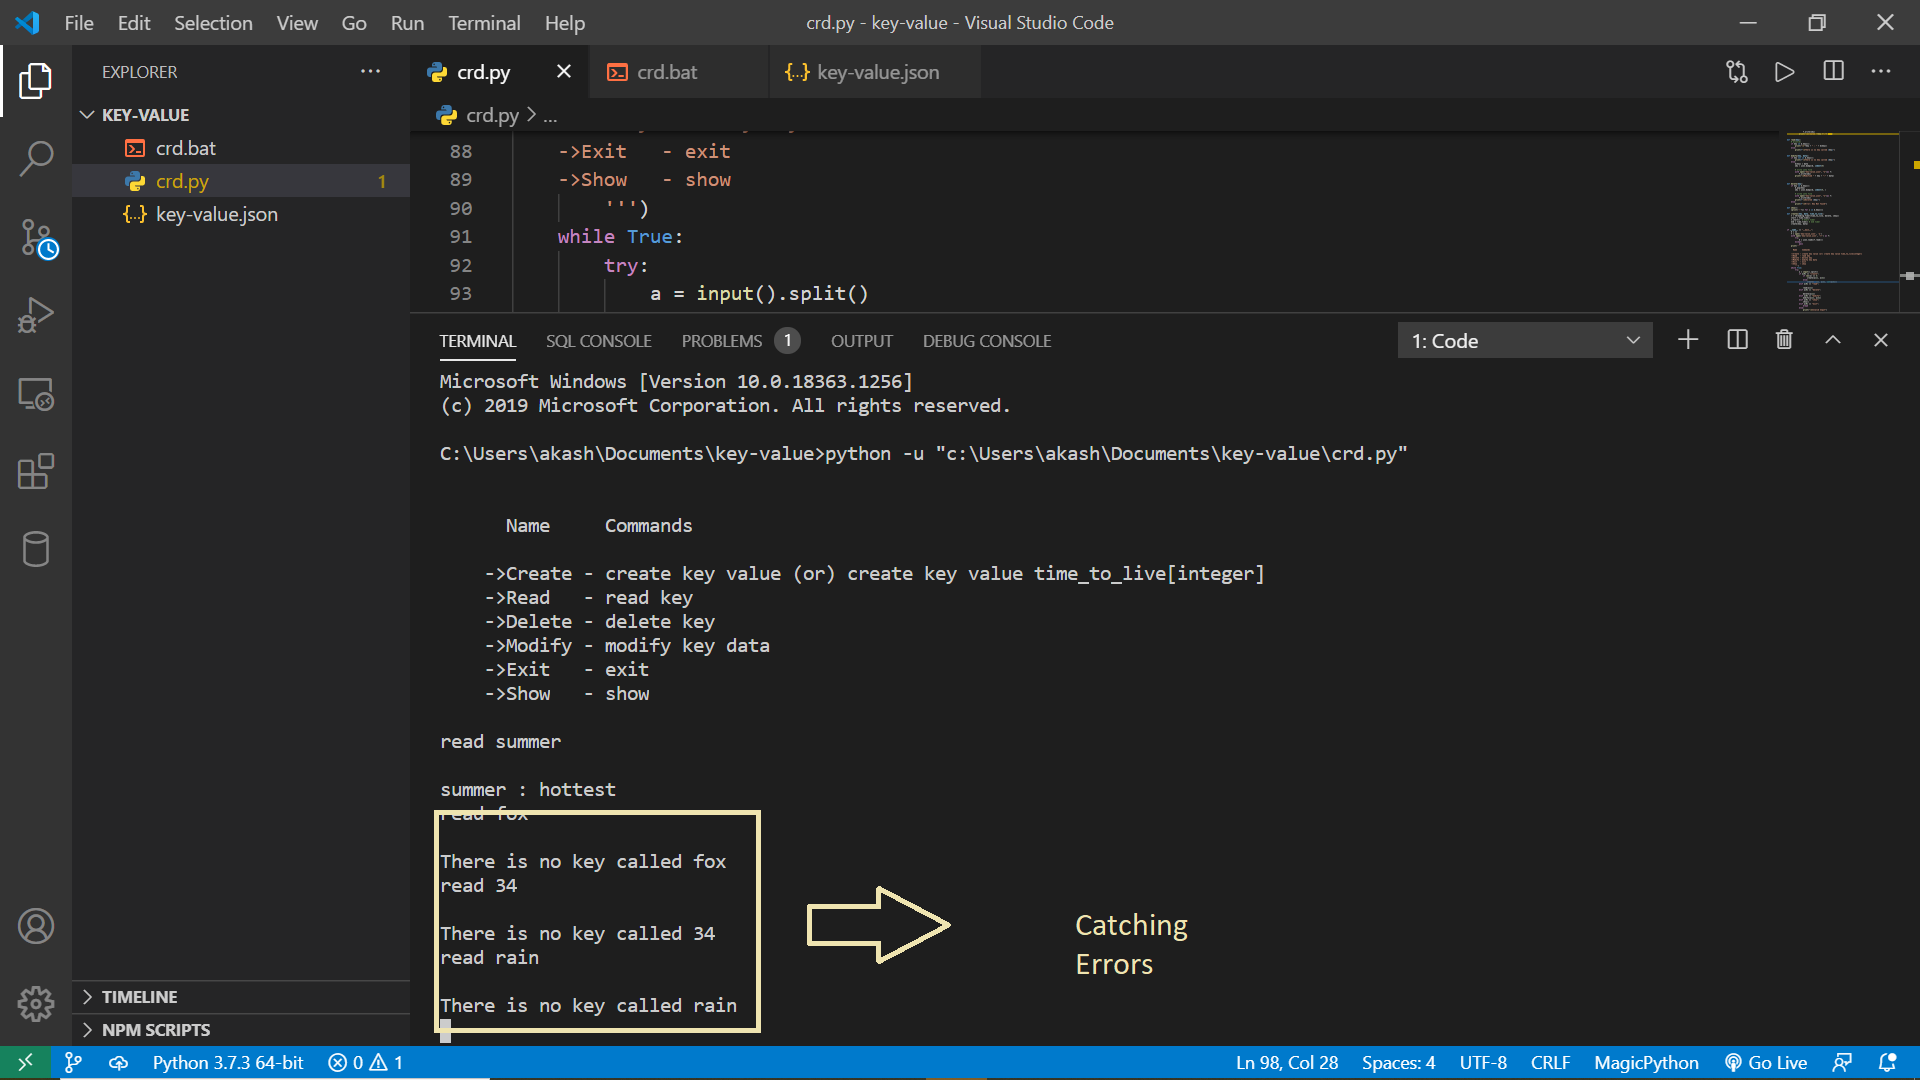 File Edit Selection View Go Run Terminal Help
crd.py - key-value - Visual Studio Code
EXPLORER
KEY-VALUE
crd.bat
crd.py 1
key-value.json
TIMELINE
NPM SCRIPTS
crd.py crd.bat {..} key-value.json
crd.py > ...
88 ->Exit - exit
89 ->Show - show
90 ''')
91 while True:
92 try:
93 a = input().split()
TERMINAL SQL CONSOLE PROBLEMS 1 OUTPUT DEBUG CONSOLE
1: Code
Microsoft Windows [Version 10.0.18363.1256]
(c) 2019 Microsoft Corporation. All rights reserved.
C:\Users\akash\Documents\key-value>python -u "c:\Users\akash\Documents\key-value\crd.py"
Name Commands
->Create - create key value (or) create key value time_to_live[integer]
->Read - read key
->Delete - delete key
->Modify - modify key data
->Exit - exit
->Show - show
read summer
summer : hottest
read fox
There is no key called fox
read 34
There is no key called 34
read rain
There is no key called rain
Catching
Errors
Python 3.7.3 64-bit 0 1
Ln 98, Col 28 Spaces: 4 UTF-8 CRLF MagicPython Go Live